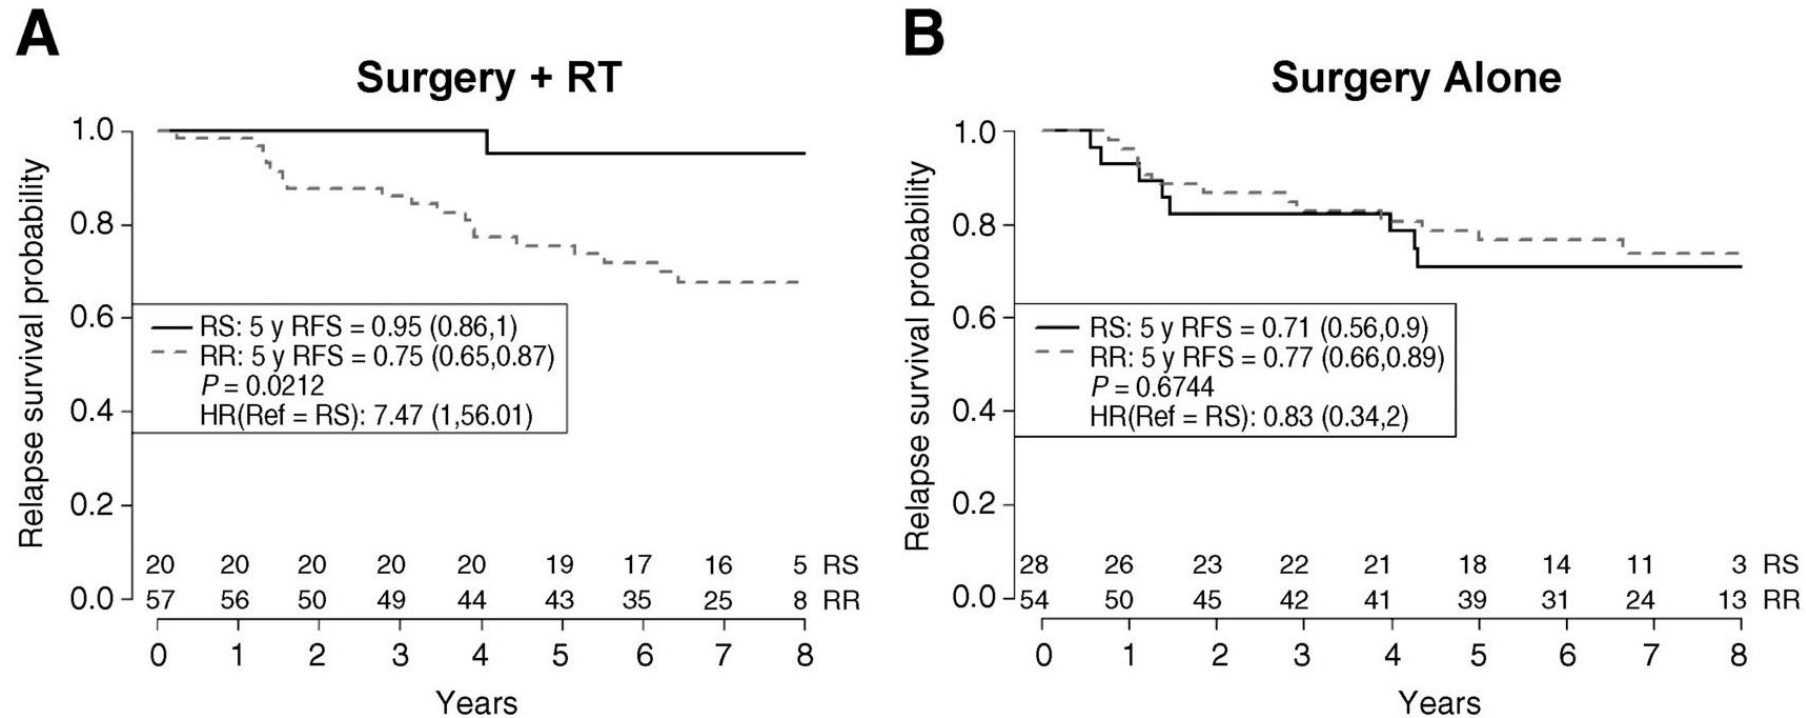 A
Surgery + RT
Relapse survival probability
1.0
0.8
0.6
0.4
0.2
0.0
RS: 5 y RFS = 0.95 (0.86,1)
RR: 5 y RFS = 0.75 (0.65,0.87)
P = 0.0212
HR(Ref = RS): 7.47 (1,56.01)
20 20 20 20 20 19 17 16 5 RS
57 56 50 49 44 43 35 25 8 RR
0 1 2 3 4 5 6 7 8
Years
B
Surgery Alone
Relapse survival probability
1.0
0.8
0.6
0.4
0.2
0.0
RS: 5 y RFS = 0.71 (0.56,0.9)
RR: 5 y RFS = 0.77 (0.66,0.89)
P = 0.6744
HR(Ref = RS): 0.83 (0.34,2)
28 26 23 22 21 18 14 11 3 RS
54 50 45 42 41 39 31 24 13 RR
0 1 2 3 4 5 6 7 8
Years